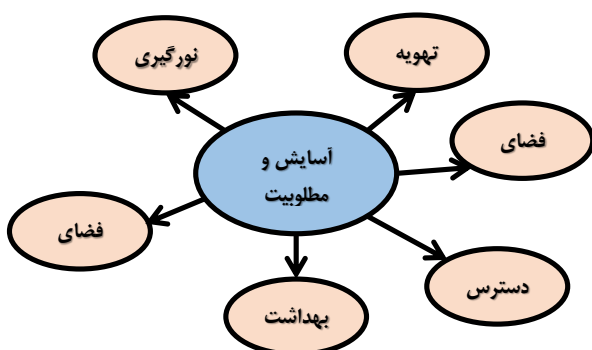 تهویه
نورگیری
فضای
آسایش و
مطلوبیت
فضای
دسترس
بهداشت